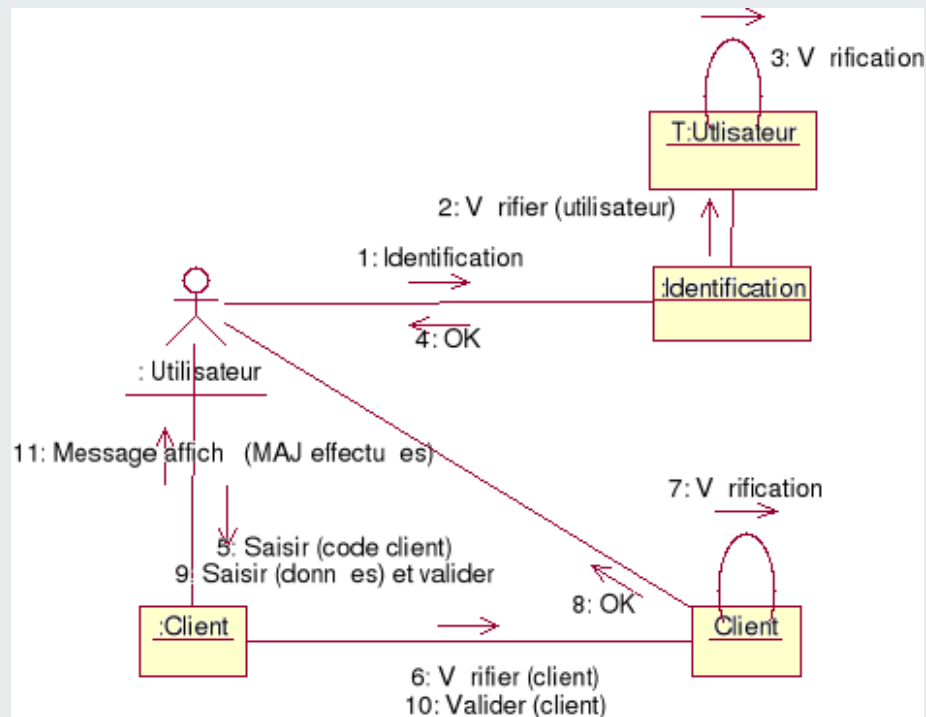 3: V rification
T:Utlisateur
2: V rifier (utilisateur)
1: Identification
:Identification
4: OK
: Utilisateur
11: Message affich (MAJ effectu es)
7: V rification
5: Saisir (code client)
9: Saisir (donn es) et valider
8: OK
:Client
Client
6: V rifier (client)
10: Valider (client)